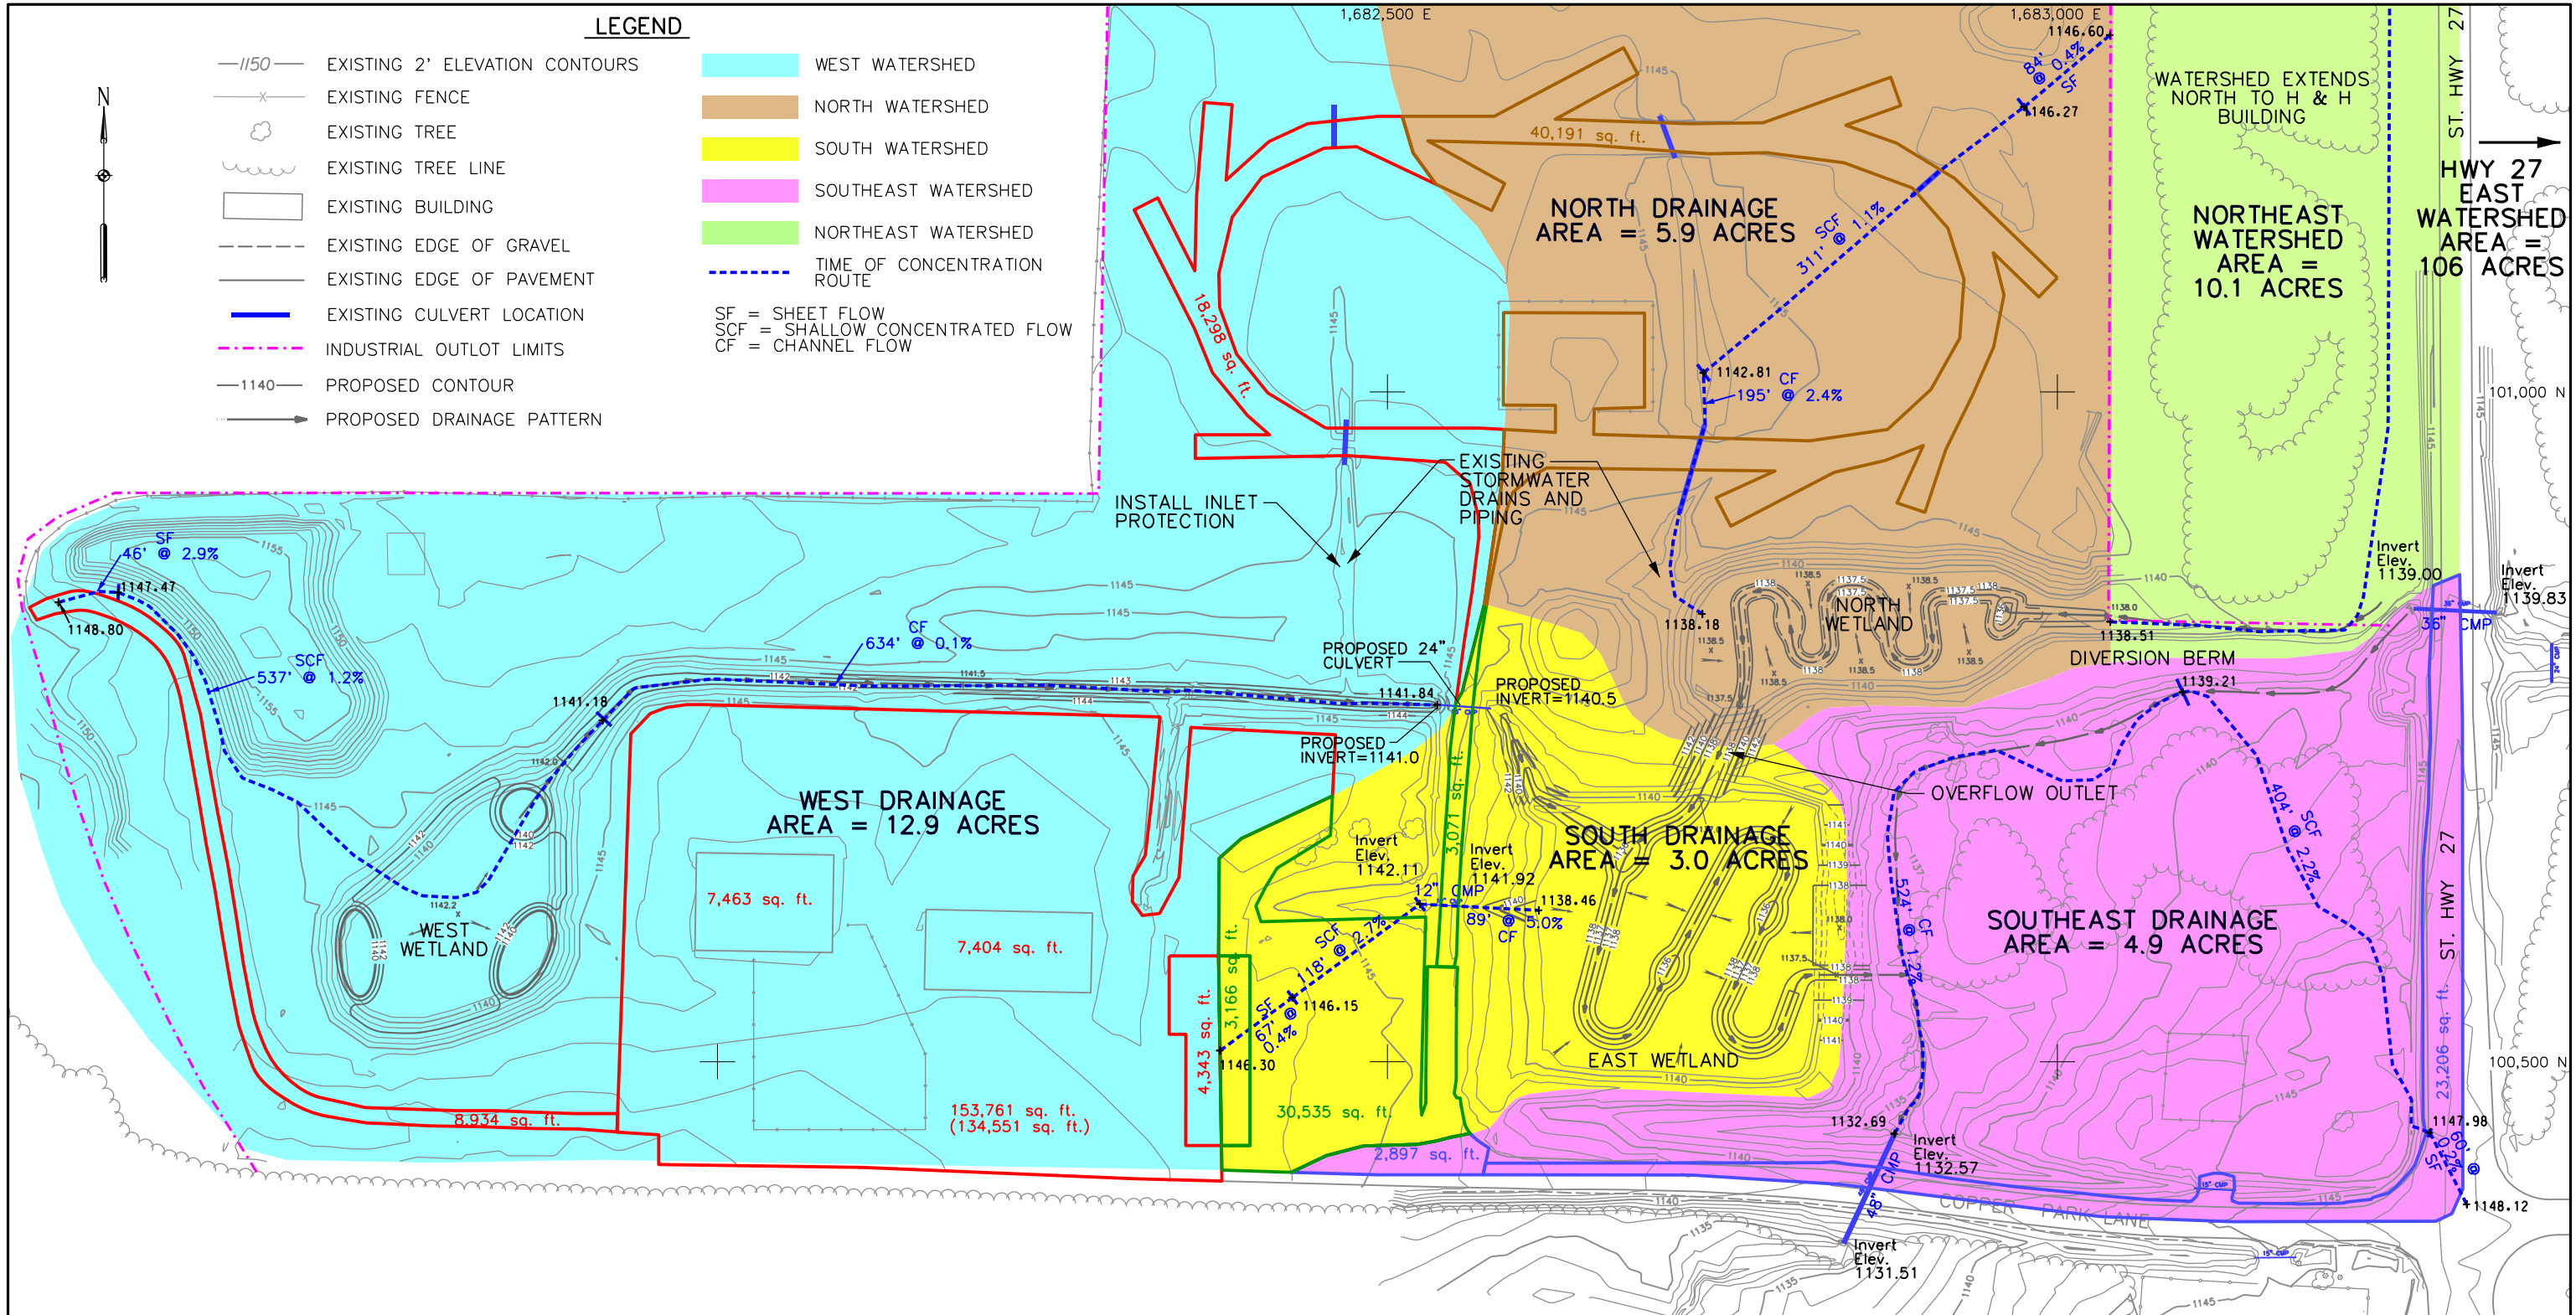 LEGEND
1150
EXISTING 2' ELEVATION CONTOURS
EXISTING FENCE
EXISTING TREE
EXISTING TREE LINE
EXISTING BUILDING
EXISTING EDGE OF GRAVEL
EXISTING EDGE OF PAVEMENT
EXISTING CULVERT LOCATION
INDUSTRIAL OUTLOT LIMITS
1140
PROPOSED CONTOUR
PROPOSED DRAINAGE PATTERN
WEST WATERSHED
NORTH WATERSHED
SOUTH WATERSHED
SOUTHEAST WATERSHED
NORTHEAST WATERSHED
TIME OF CONCENTRATION
ROUTE
SF = SHEET FLOW
SCF = SHALLOW CONCENTRATED FLOW
CF = CHANNEL FLOW
N
1,682,500 E
1,683,000 E
1146.60
84'
@ 0.4%
SF
1146.27
WATERSHED EXTENDS
NORTH TO H & H
BUILDING
ST. HWY 27
HWY 27
EAST
WATERSHED
AREA =
106 ACRES
NORTHEAST
WATERSHED
AREA =
10.1 ACRES
40,191 sq. ft.
NORTH DRAINAGE
AREA = 5.9 ACRES
SCF
311' @ 1.1%
18,298 sq. ft.
1142.81
CF
195' @ 2.4%
101,000 N
EXISTING
STORMWATER
DRAINS AND
PIPING
INSTALL INLET
PROTECTION
SF
46' @ 2.9%
1147.47
1148.80
SCF
537' @ 1.2%
CF
634' @ 0.1%
1141.18
PROPOSED 24"
CULVERT
1141.84
PROPOSED
INVERT=1140.5
PROPOSED
INVERT=1141.0
1138.18
NORTH
WETLAND
1138.51
DIVERSION BERM
1139.21
Invert
Elev.
1139.00
Invert
Elev.
1139.83
36" CMP
OVERFLOW OUTLET
WEST DRAINAGE
AREA = 12.9 ACRES
SOUTH DRAINAGE
AREA = 3.0 ACRES
SOUTHEAST DRAINAGE
AREA = 4.9 ACRES
Invert
Elev.
1142.11
Invert
Elev.
1141.92
12" CMP
1138.46
89' @ 5.0%
CF
3,071 sq. ft.
7,463 sq. ft.
7,404 sq. ft.
WEST
WETLAND
SCF
118' @ 2.7%
SF
67' @
0.4%
1146.15
1146.30
3,166 sq. ft.
4,343 sq. ft.
EAST WETLAND
30,535 sq. ft.
8,934 sq. ft.
153,761 sq. ft.
(134,551 sq. ft.)
2,897 sq. ft.
404' @ 2.2%
SCF
524' @ 1.2%
CF
ST. HWY 27
23,206 sq. ft.
100,500 N
1147.98
60' @
0.2%
SF
1148.12
1132.69
Invert
Elev.
1132.57
48" CMP
Invert
Elev.
1131.51
COPPER PARK LANE
15" CMP
15" CMP